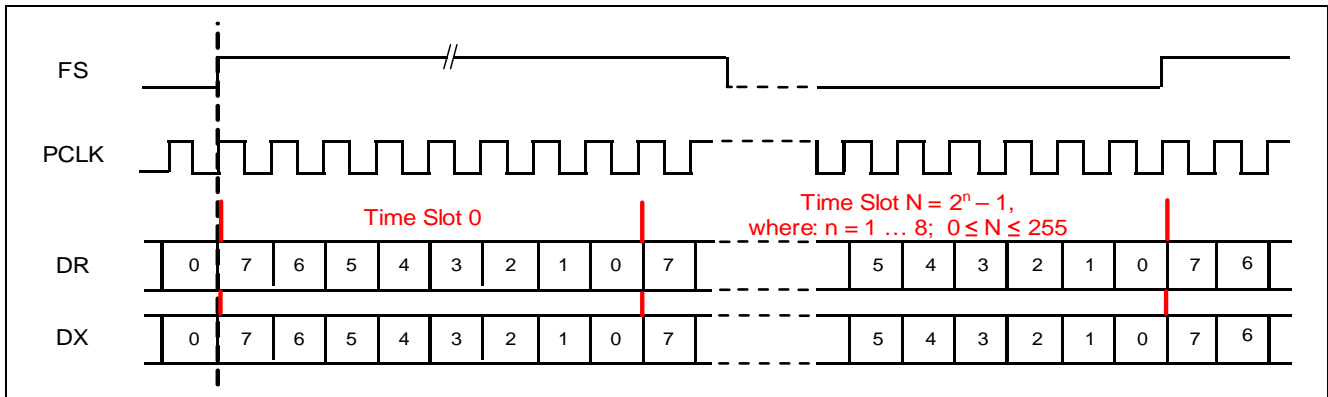 FS
PCLK
Time Slot 0
Time Slot N = 2ⁿ – 1,
where: n = 1 … 8; 0 ≤ N ≤ 255
DR 0 7 6 5 4 3 2 1 0 7 5 4 3 2 1 0 7 6
DX 0 7 6 5 4 3 2 1 0 7 5 4 3 2 1 0 7 6